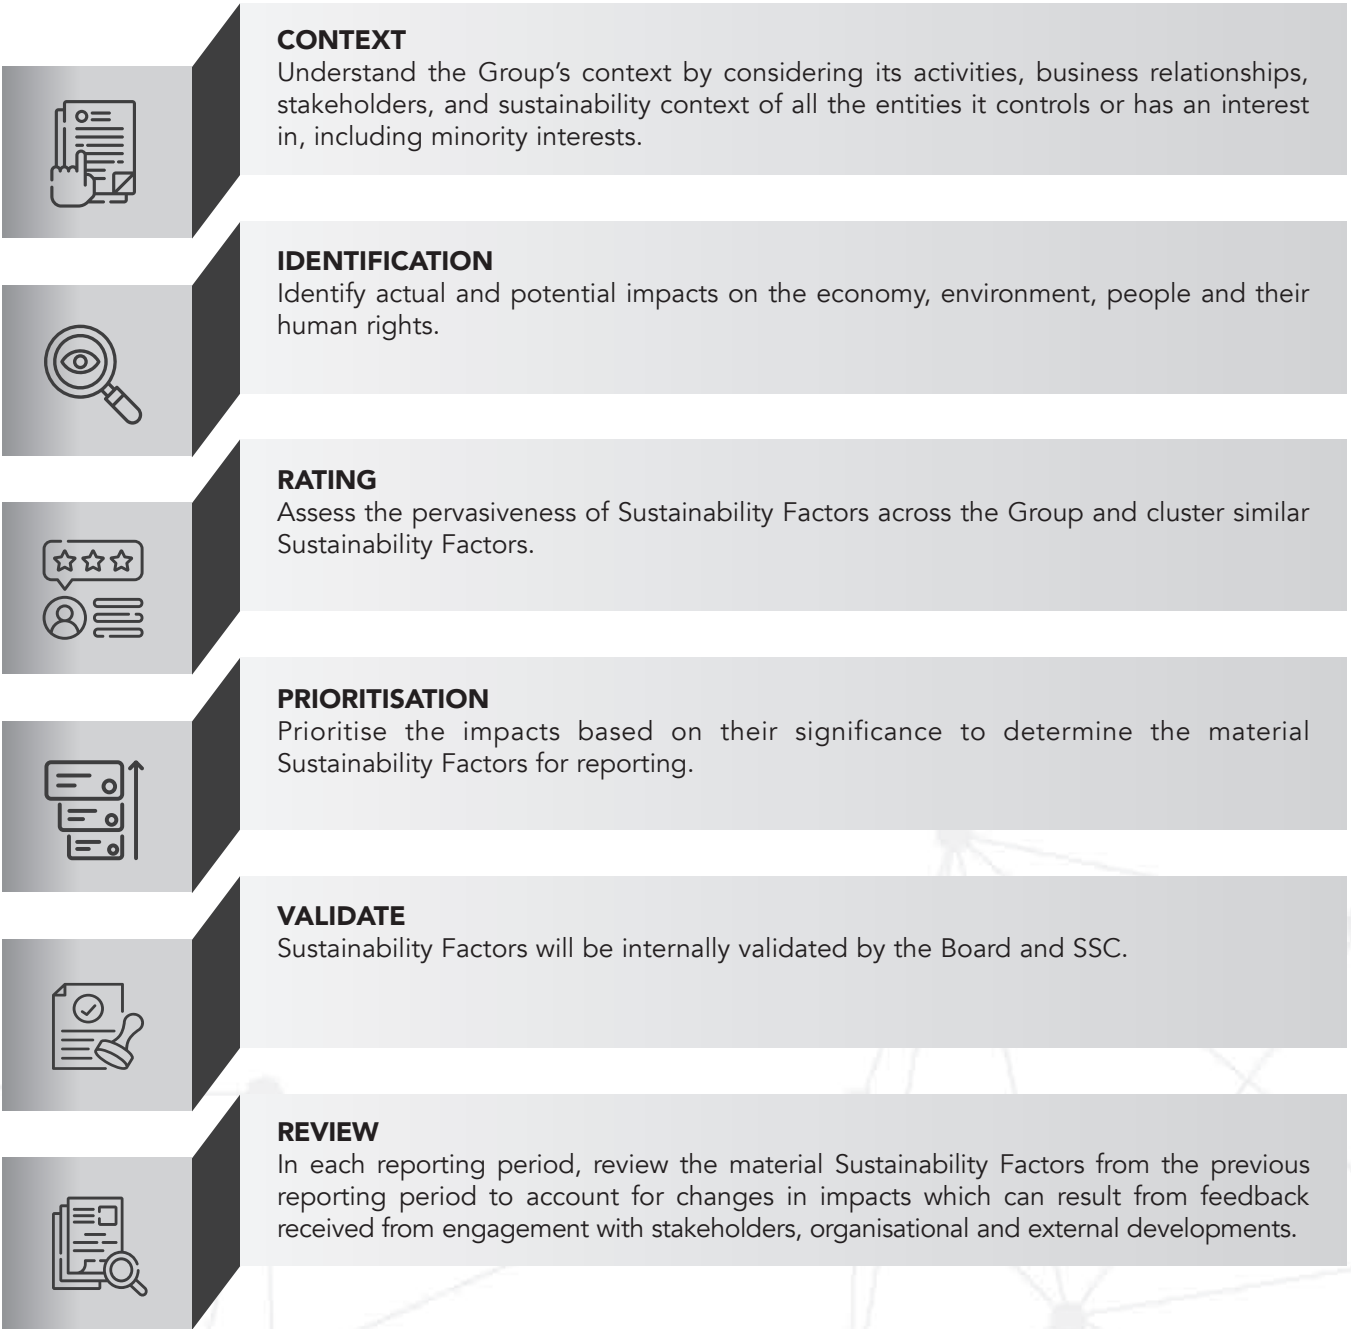 CONTEXT
Understand the Group's context by considering its activities, business relationships,
stakeholders, and sustainability context of all the entities it controls or has an interest
in, including minority interests.
IDENTIFICATION
Identify actual and potential impacts on the economy, environment, people and their
human rights.
RATING
Assess the pervasiveness of Sustainability Factors across the Group and cluster similar
Sustainability Factors.
PRIORITISATION
Prioritise the impacts based on their significance to determine the material
Sustainability Factors for reporting.
VALIDATE
Sustainability Factors will be internally validated by the Board and SSC.
REVIEW
In each reporting period, review the material Sustainability Factors from the previous
reporting period to account for changes in impacts which can result from feedback
received from engagement with stakeholders, organisational and external developments.